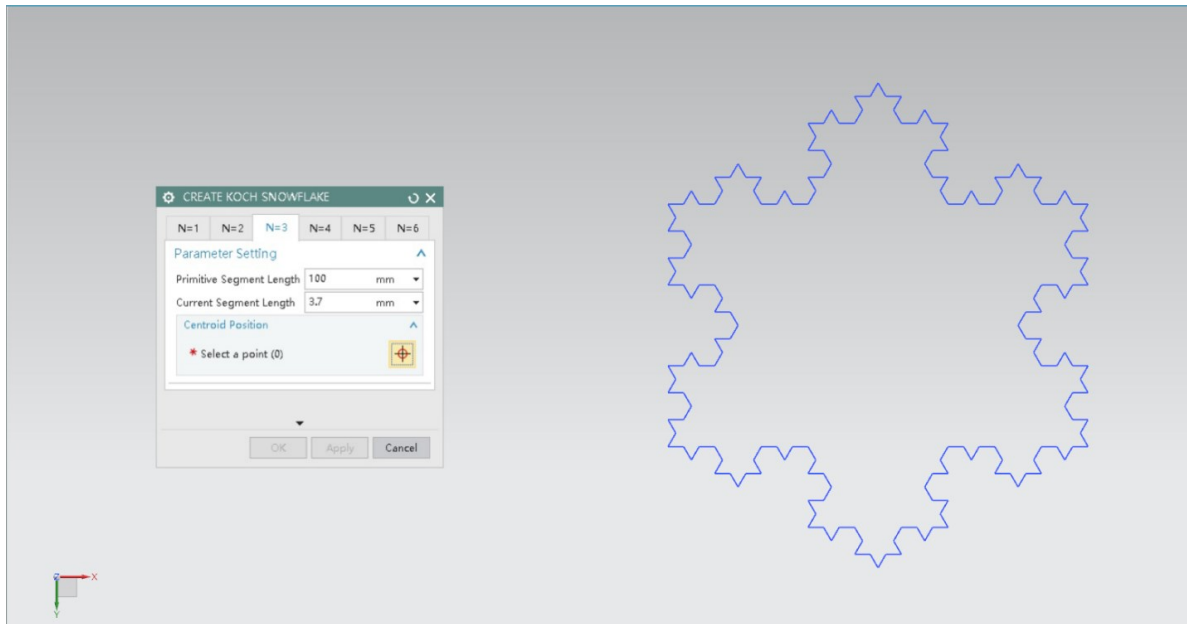 CREATE KOCH SNOWFLAKE
N=1 N=2 N=3 N=4 N=5 N=6
Parameter Setting
Primitive Segment Length 100 mm
Current Segment Length 3.7 mm
Centroid Position
* Select a point (0)
OK Apply Cancel
X
Y